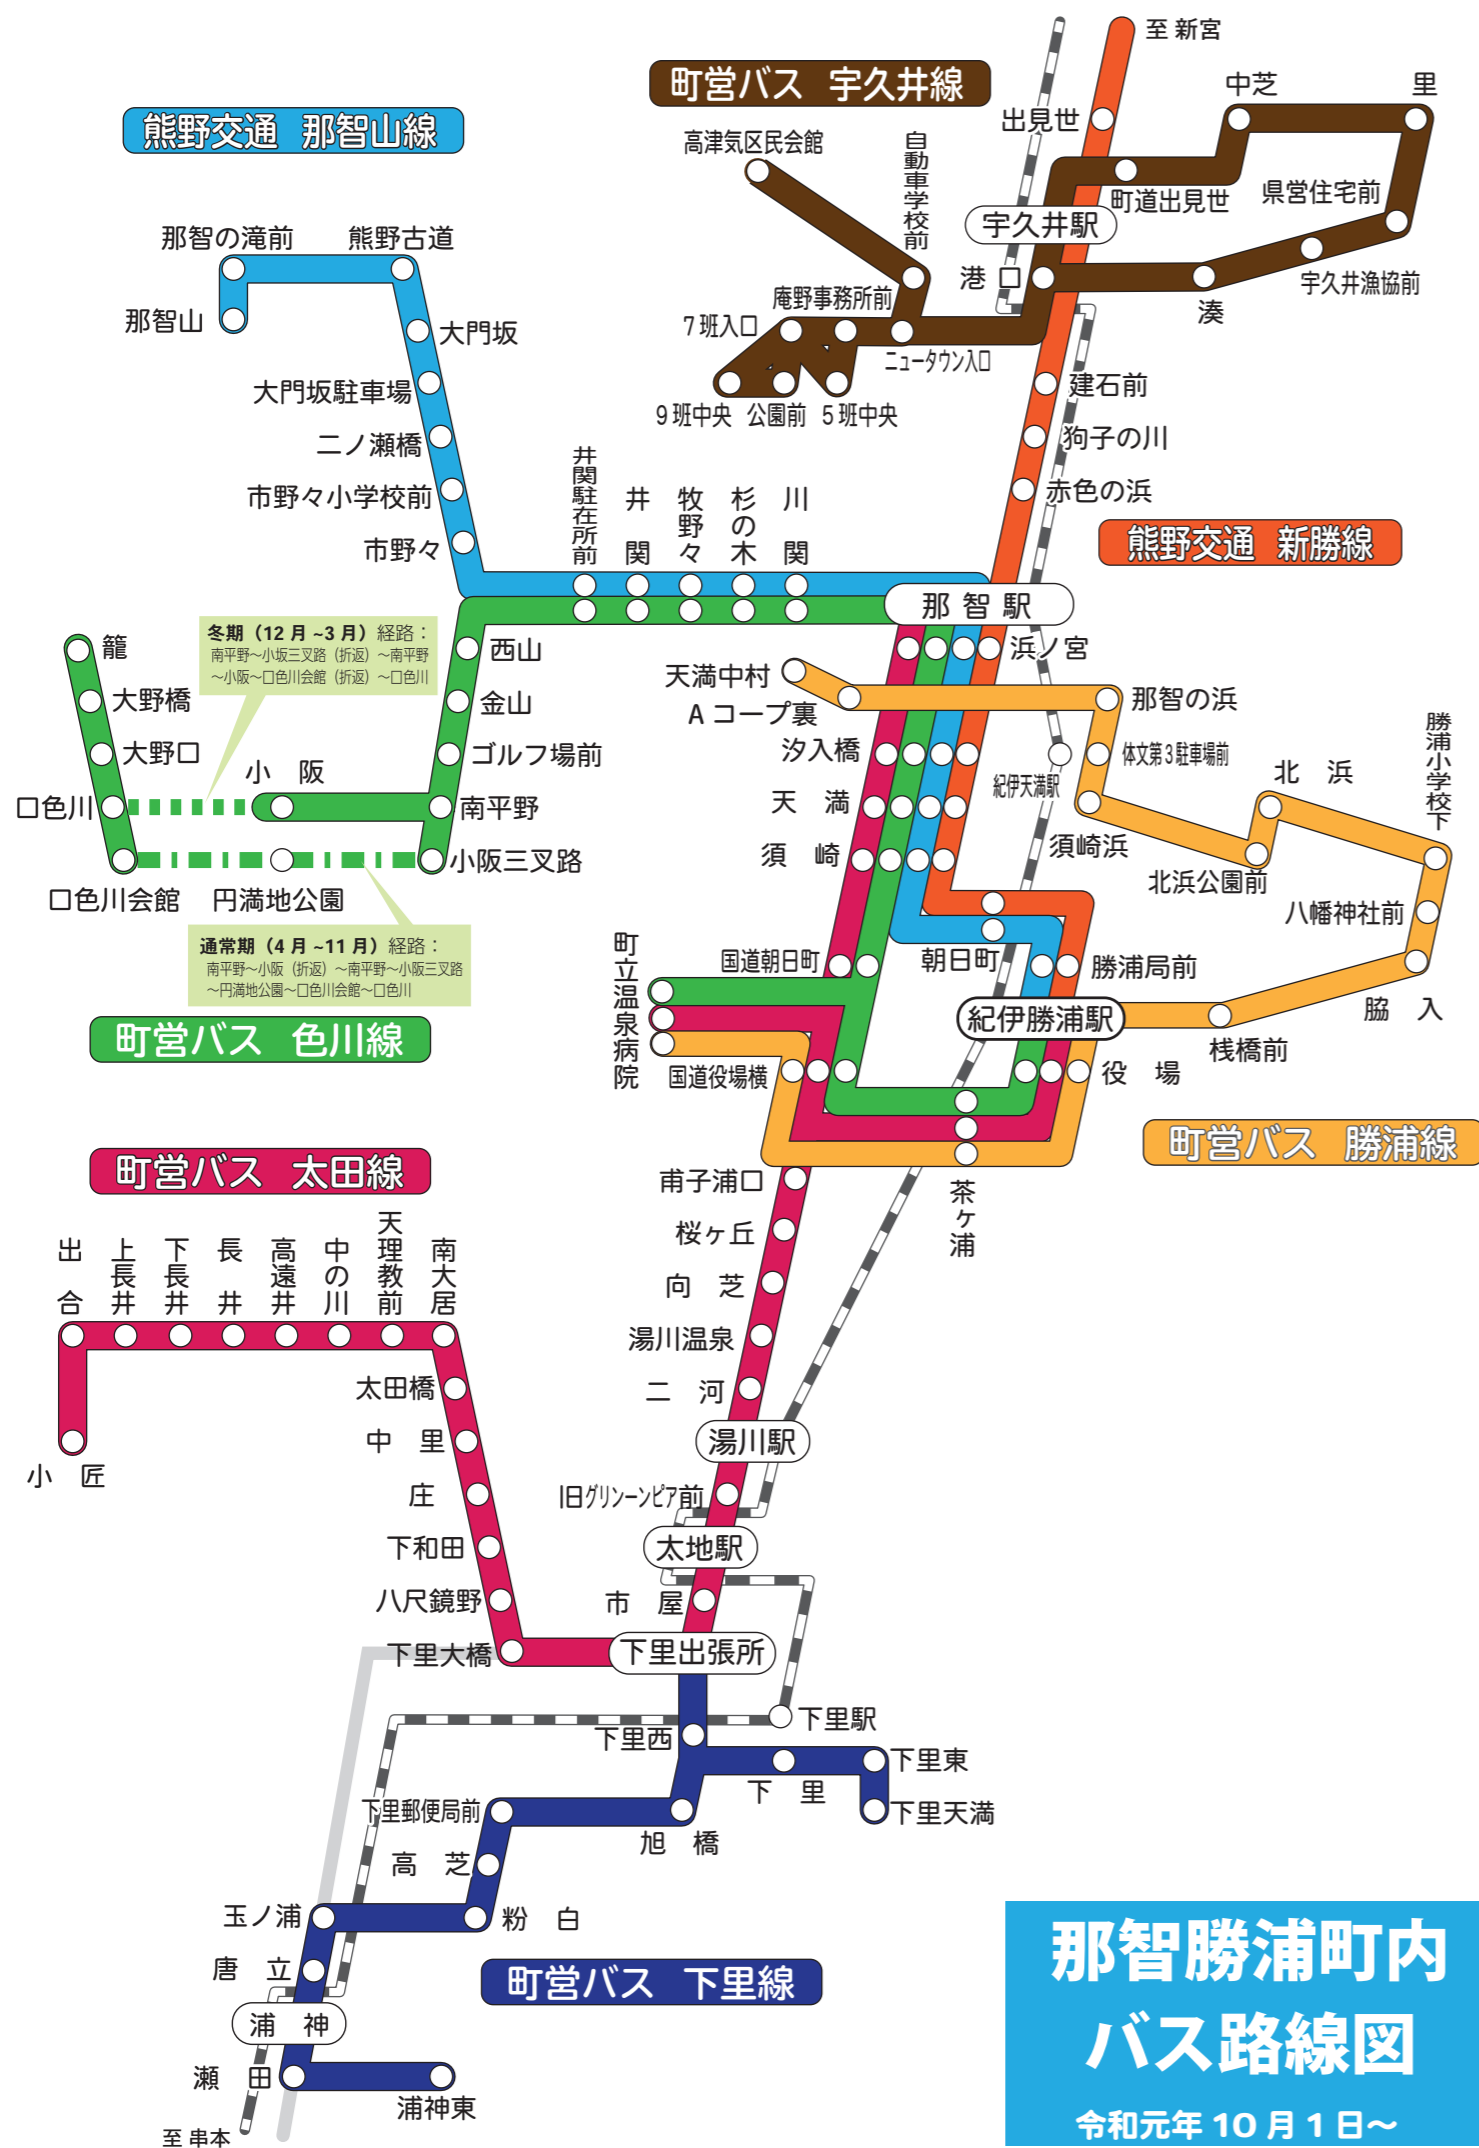 至 新宮
町営バス 宇久井線
中芝
里
熊野交通 那智山線
出見世
高津気区民会館
自動車学校前
町道出見世
県営住宅前
宇久井駅
那智の滝前
熊野古道
港 口
宇久井漁協前
庵野事務所前
湊
那智山
7班入口
大門坂
ニュータウン入口
大門坂駐車場
9班中央
公園前
5班中央
建石前
二ノ瀬橋
狗子の川
市野々小学校前
井関駐在所前
井関
牧野々
杉の木
川関
赤色の浜
市野々
熊野交通 新勝線
那智駅
冬期(12月~3月)経路:
南平野~小坂三叉路(折返)~南平野
~小阪~口色川会館(折返)~口色川
籠
西山
浜ノ宮
天満中村
大野橋
金山
Aコープ裏
那智の浜
大野口
ゴルフ場前
汐入橋
紀伊天満駅
体文第3駐車場前
勝浦小学校下
小 阪
北 浜
口色川
南平野
天 満
須 崎
須崎浜
小阪三叉路
北浜公園前
口色川会館
円満地公園
八幡神社前
通常期(4月~11月)経路:
南平野~小阪(折返)~南平野~小阪三叉路
~円満地公園~口色川会館~口色川
町立温泉病院
国道朝日町
朝日町
勝浦局前
脇 入
町営バス 色川線
紀伊勝浦駅
桟橋前
国道役場横
役 場
町営バス 勝浦線
町営バス 太田線
甫子浦口
茶ヶ浦
桜ヶ丘
出合
上長井
下長井
長井
高遠井
中の川
天理教前
南大居
向 芝
湯川温泉
太田橋
二 河
中 里
湯川駅
小 匠
庄
旧グリーンピア前
下和田
太地駅
八尺鏡野
市 屋
下里大橋
下里出張所
下里駅
下里西
下里東
下 里
下里郵便局前
下里天満
旭 橋
高 芝
玉ノ浦
粉 白
唐 立
町営バス 下里線
浦 神
瀬 田
浦神東
至 串本
那智勝浦町内
バス路線図
令和元年10月1日~